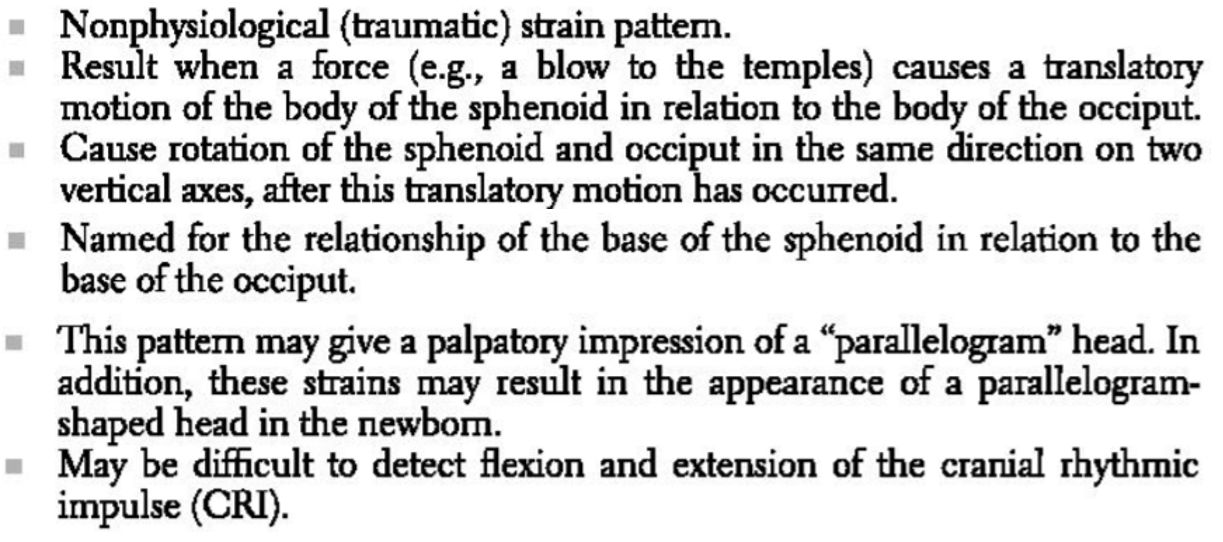 Nonphysiological (traumatic) strain pattern.
Result when a force (e.g., a blow to the temples) causes a translatory
motion of the body of the sphenoid in relation to the body of the occiput.
Cause rotation of the sphenoid and occiput in the same direction on two
vertical axes, after this translatory motion has occurred.
Named for the relationship of the base of the sphenoid in relation to the
base of the occiput.
This pattern may give a palpatory impression of a “parallelogram” head. In
addition, these strains may result in the appearance of a parallelogram-
shaped head in the newborn.
May be difficult to detect flexion and extension of the cranial rhythmic
impulse (CRI).